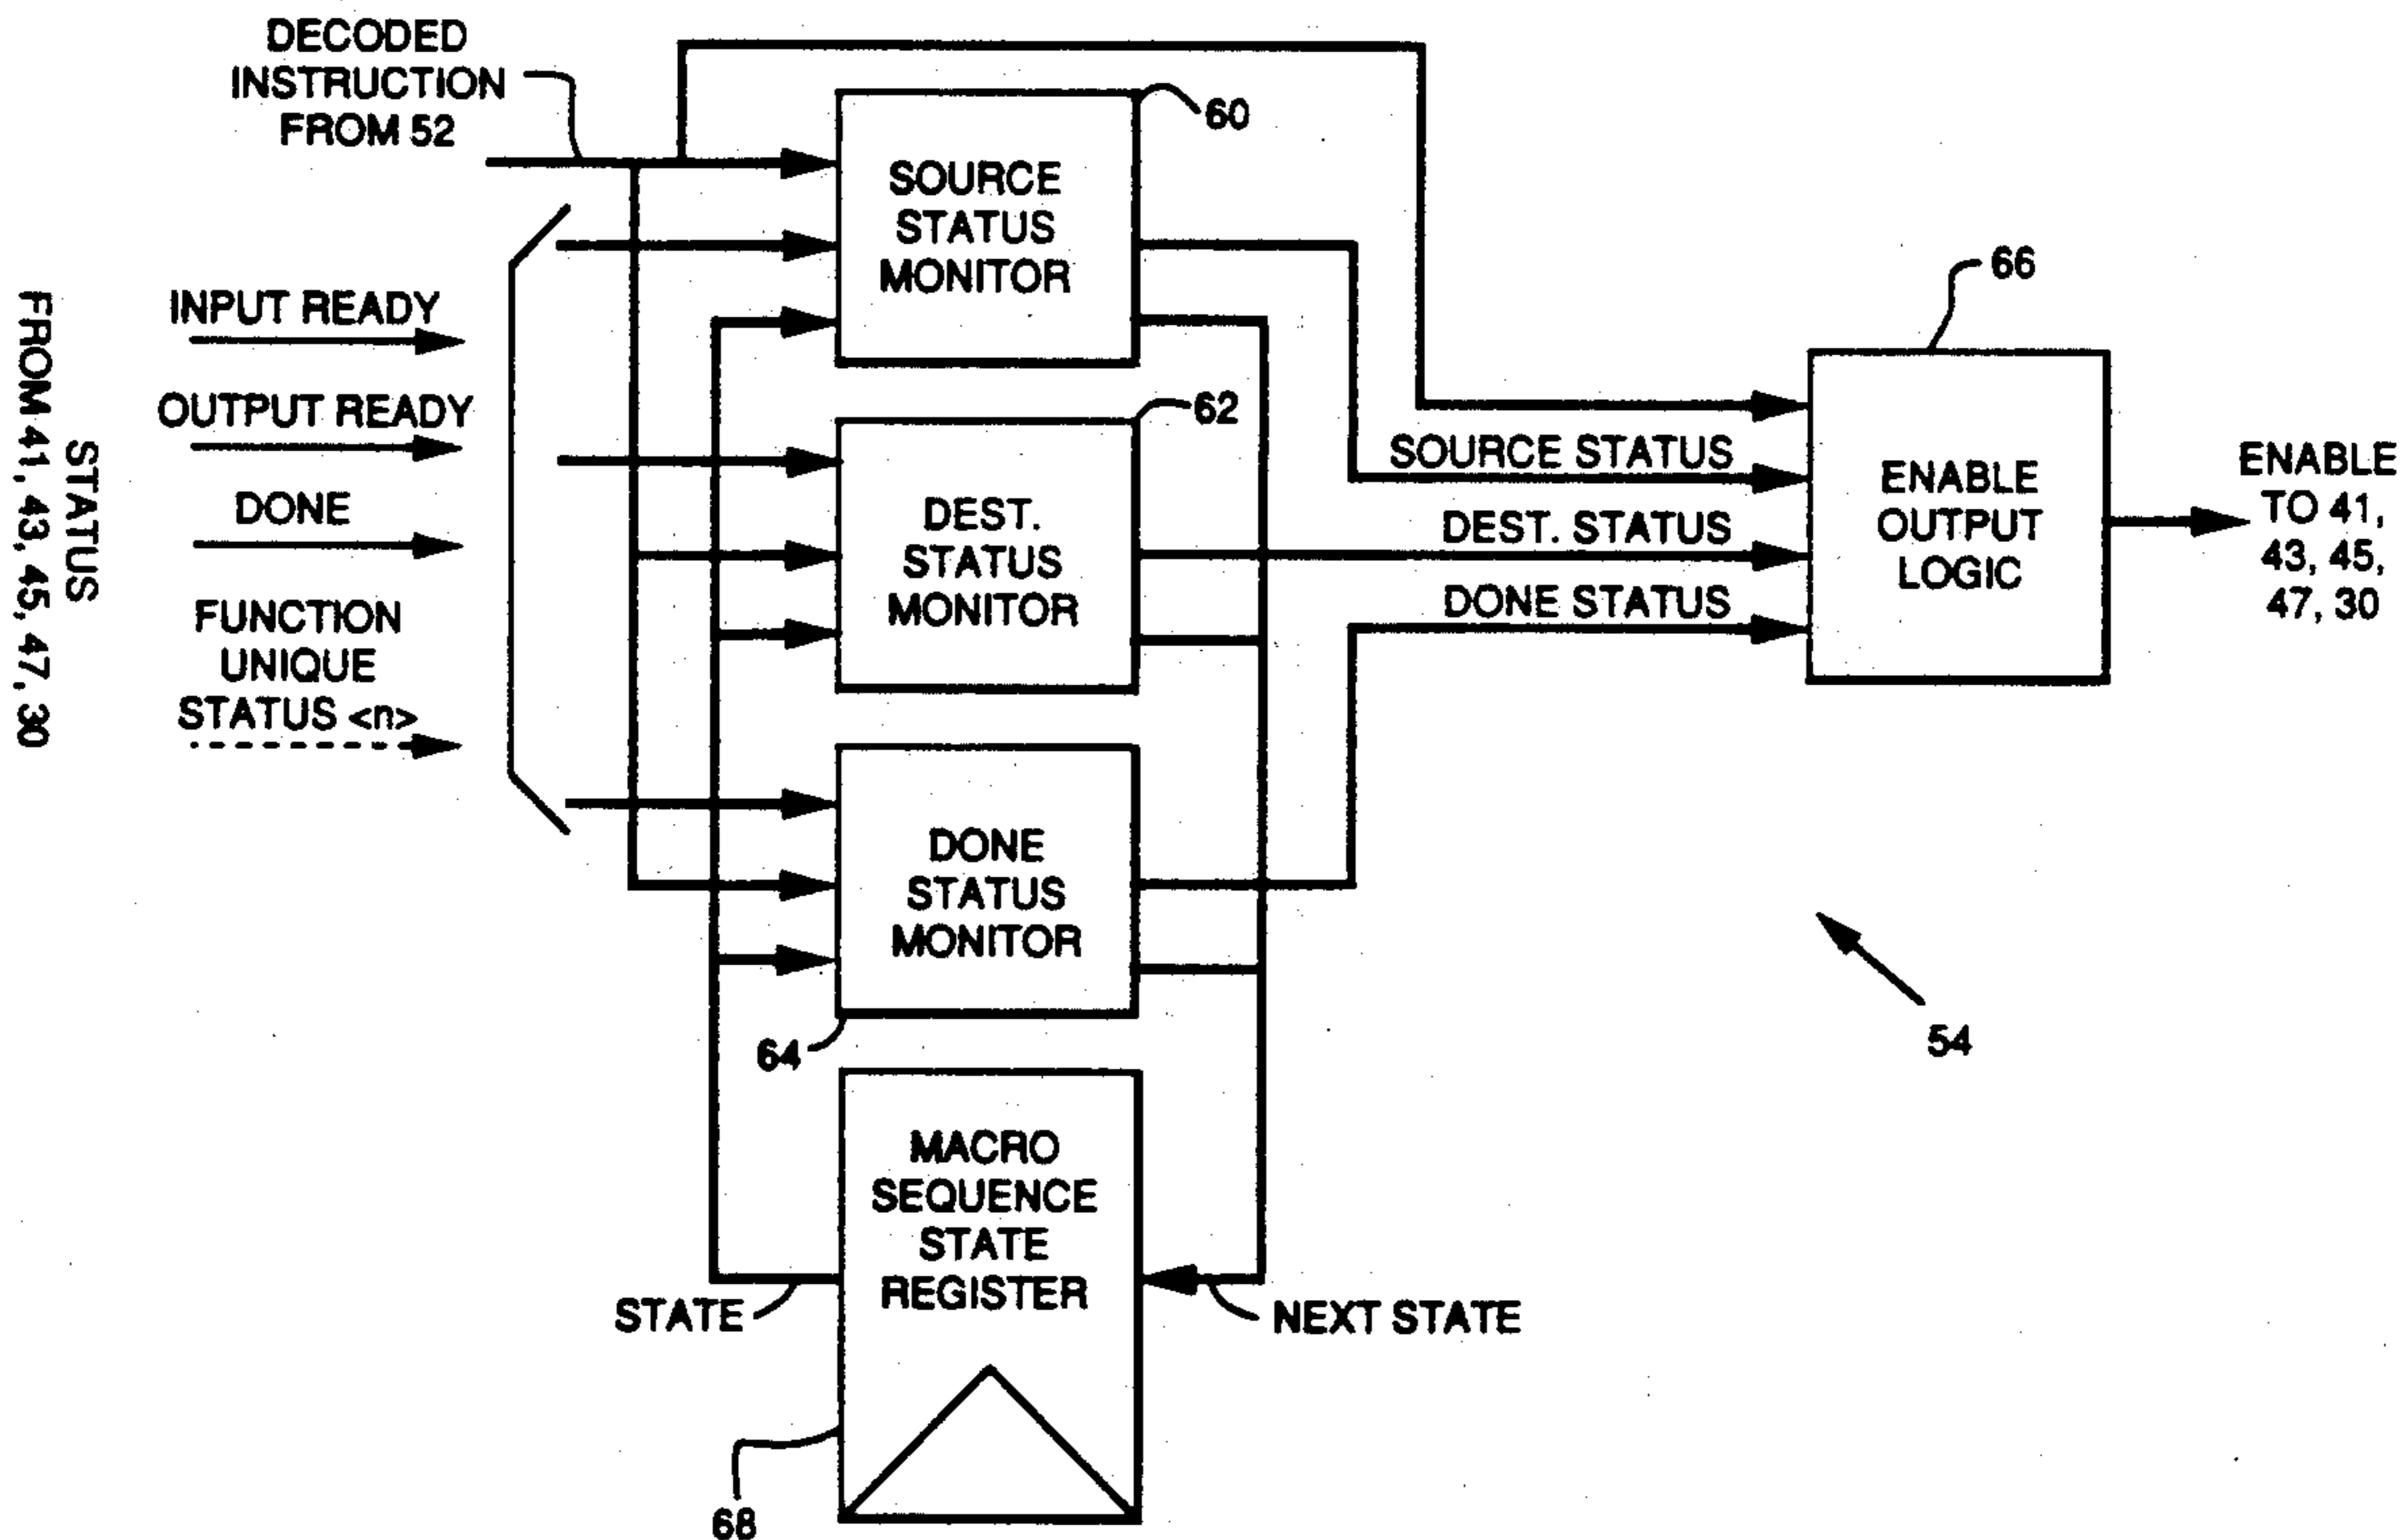 DECODED
INSTRUCTION
FROM 52
60
SOURCE
STATUS
MONITOR
66
INPUT READY
OUTPUT READY
DONE
FUNCTION
UNIQUE
STATUS <n>
STATUS
FROM 41, 43, 45, 47, 30
62
DEST.
STATUS
MONITOR
SOURCE STATUS
DEST. STATUS
DONE STATUS
ENABLE
OUTPUT
LOGIC
ENABLE
TO 41,
43, 45,
47, 30
DONE
STATUS
MONITOR
64
54
MACRO
SEQUENCE
STATE
REGISTER
STATE
NEXT STATE
68